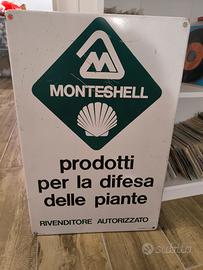 MONTESHELL
prodotti
per la difesa
delle piante
RIVENDITORE AUTORIZZATO
subito